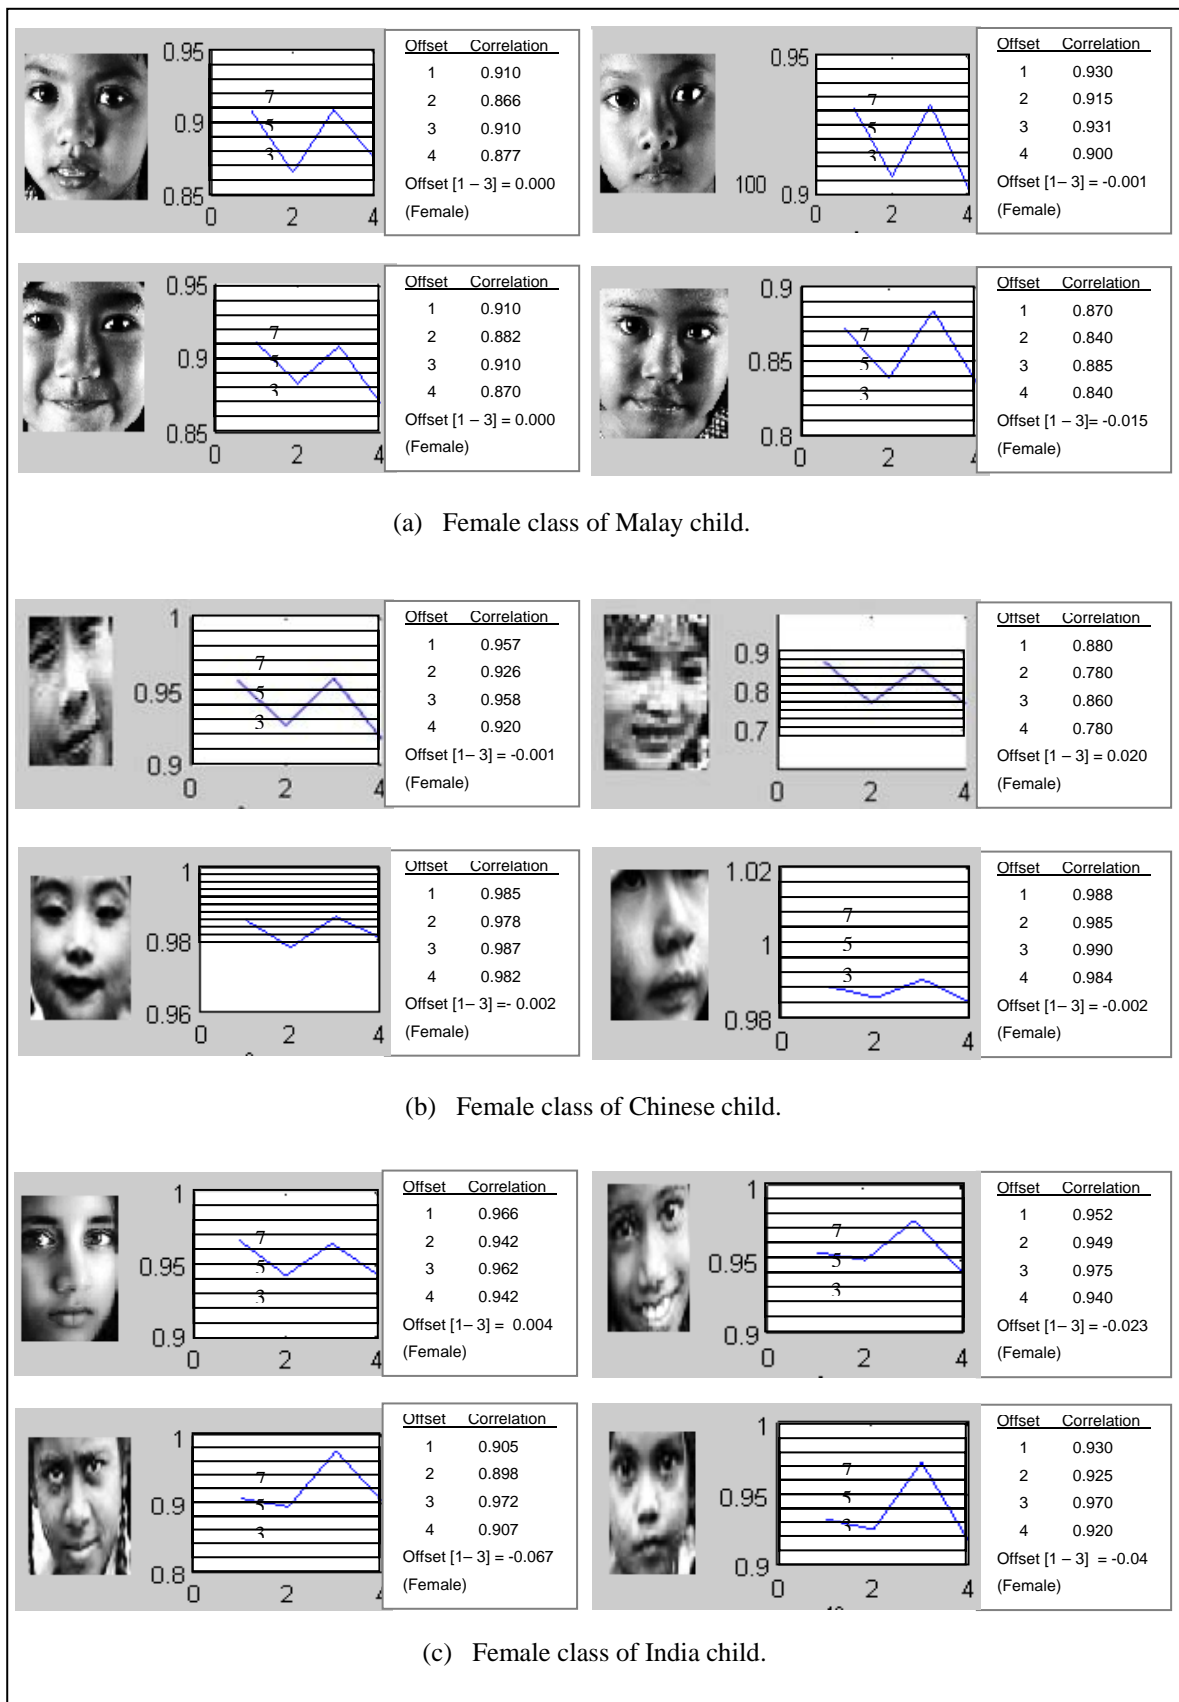 0.95
0.9
0.85
0 2 4
7
5
3
Offset Correlation
1 0.910
2 0.866
3 0.910
4 0.877
Offset [1 – 3] = 0.000
(Female)
0.95
100 0.9
0 2 4
7
5
3
Offset Correlation
1 0.930
2 0.915
3 0.931
4 0.900
Offset [1– 3] = -0.001
(Female)
0.95
0.9
0.85
0 2 4
7
5
3
Offset Correlation
1 0.910
2 0.882
3 0.910
4 0.870
Offset [1 – 3] = 0.000
(Female)
0.9
0.85
0.8
0 2 4
7
5
3
Offset Correlation
1 0.870
2 0.840
3 0.885
4 0.840
Offset [1 – 3]= -0.015
(Female)
(a) Female class of Malay child.
1
0.95
0.9
0 2 4
7
5
3
Offset Correlation
1 0.957
2 0.926
3 0.958
4 0.920
Offset [1– 3] = -0.001
(Female)
0.9
0.8
0.7
0 2 4
Offset Correlation
1 0.880
2 0.780
3 0.860
4 0.780
Offset [1 – 3] = 0.020
(Female)
1
0.98
0.96
0 2 4
Offset Correlation
1 0.985
2 0.978
3 0.987
4 0.982
Offset [1– 3] =- 0.002
(Female)
1.02
1
0.98
0 2 4
7
5
3
Offset Correlation
1 0.988
2 0.985
3 0.990
4 0.984
Offset [1– 3] = -0.002
(Female)
(b) Female class of Chinese child.
1
0.95
0.9
0 2 4
7
5
3
Offset Correlation
1 0.966
2 0.942
3 0.962
4 0.942
Offset [1– 3] = 0.004
(Female)
1
0.95
0.9
0 2 4
7
5
3
Offset Correlation
1 0.952
2 0.949
3 0.975
4 0.940
Offset [1– 3] = -0.023
(Female)
1
0.9
0.8
0 2 4
7
5
3
Offset Correlation
1 0.905
2 0.898
3 0.972
4 0.907
Offset [1– 3] = -0.067
(Female)
1
0.95
0.9
0 2 4
7
5
3
Offset Correlation
1 0.930
2 0.925
3 0.970
4 0.920
Offset [1 – 3] = -0.04
(Female)
(c) Female class of India child.